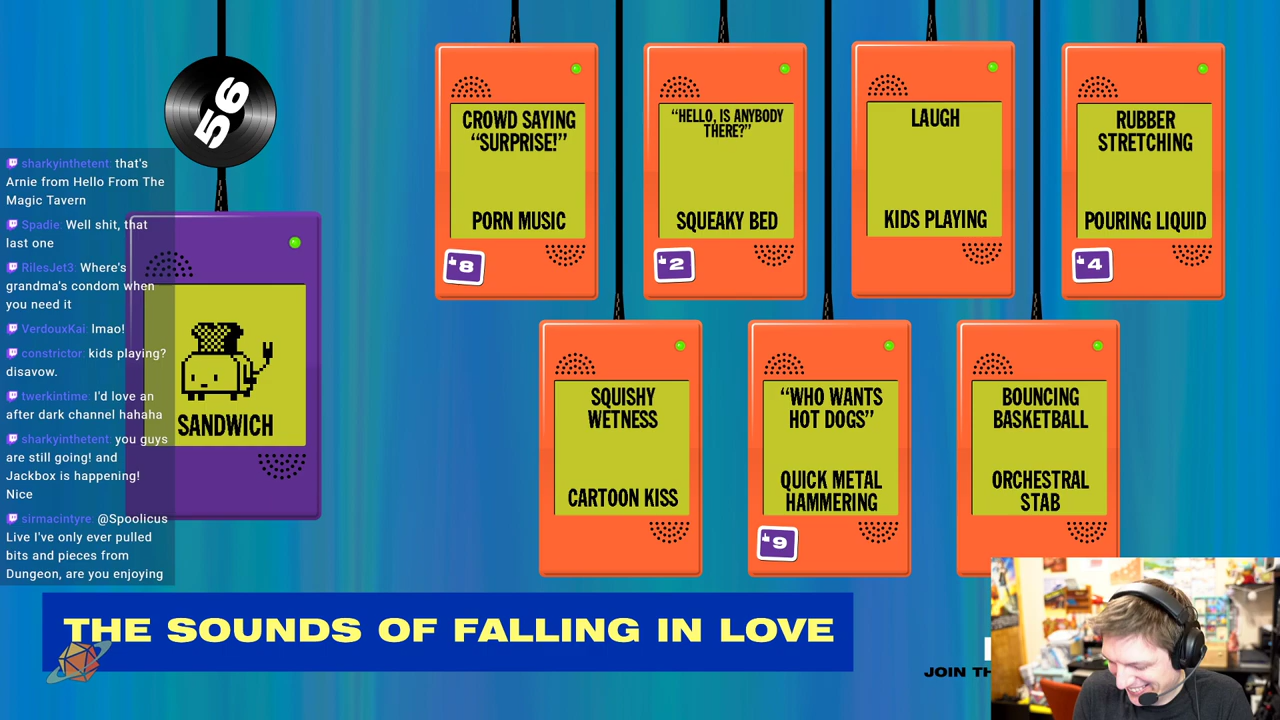 56
sharkyinthetent: that's
Arnie from Hello From The
Magic Tavern
Spadie: Well shit, that
last one
RilesJet3: Where's
grandma's condom when
you need it
VerdouxKai: lmao!
constrictor: kids playing?
disavow.
twerkintime: I'd love an
after dark channel hahaha
sharkyinthetent: you guys
are still going! and
Jackbox is happening!
Nice
sirmacintyre: @Spoolicus
Live I've only ever pulled
bits and pieces from
Dungeon, are you enjoying
SANDWICH
CROWD SAYING
“SURPRISE!”
PORN MUSIC
8
“HELLO, IS ANYBODY
THERE?”
SQUEAKY BED
2
LAUGH
KIDS PLAYING
RUBBER
STRETCHING
POURING LIQUID
4
SQUISHY
WETNESS
CARTOON KISS
“WHO WANTS
HOT DOGS”
QUICK METAL
HAMMERING
9
BOUNCING
BASKETBALL
ORCHESTRAL
STAB
THE SOUNDS OF FALLING IN LOVE
JOIN TH